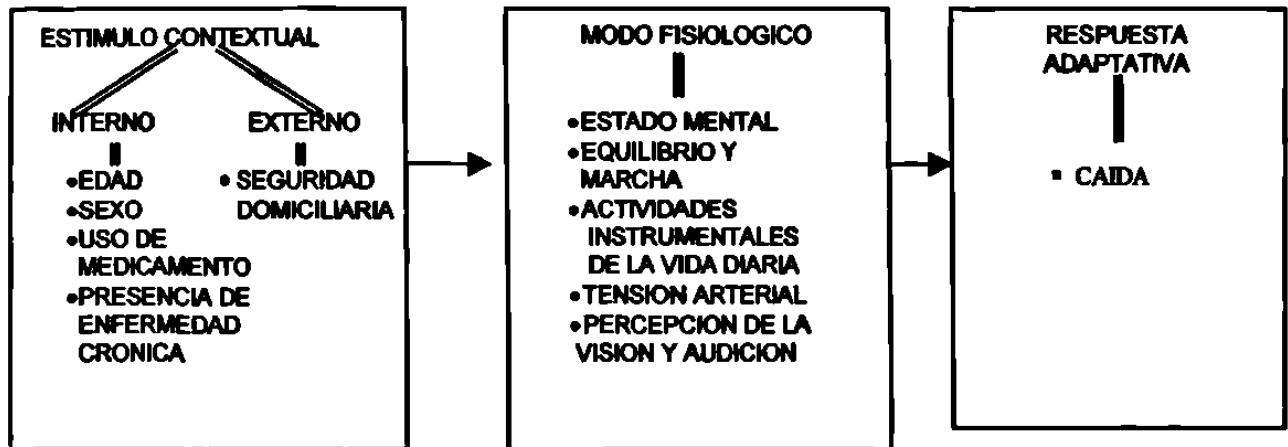 ESTIMULO CONTEXTUAL
INTERNO
•EDAD
•SEXO
•USO DE
MEDICAMENTO
•PRESENCIA DE
ENFERMEDAD
CRONICA
EXTERNO
• SEGURIDAD
DOMICILIARIA
MODO FISIOLOGICO
•ESTADO MENTAL
•EQUILIBRIO Y
MARCHA
•ACTIVIDADES
INSTRUMENTALES
DE LA VIDA DIARIA
•TENSION ARTERIAL
•PERCEPCION DE LA
VISION Y AUDICION
RESPUESTA
ADAPTATIVA
▪ CAIDA